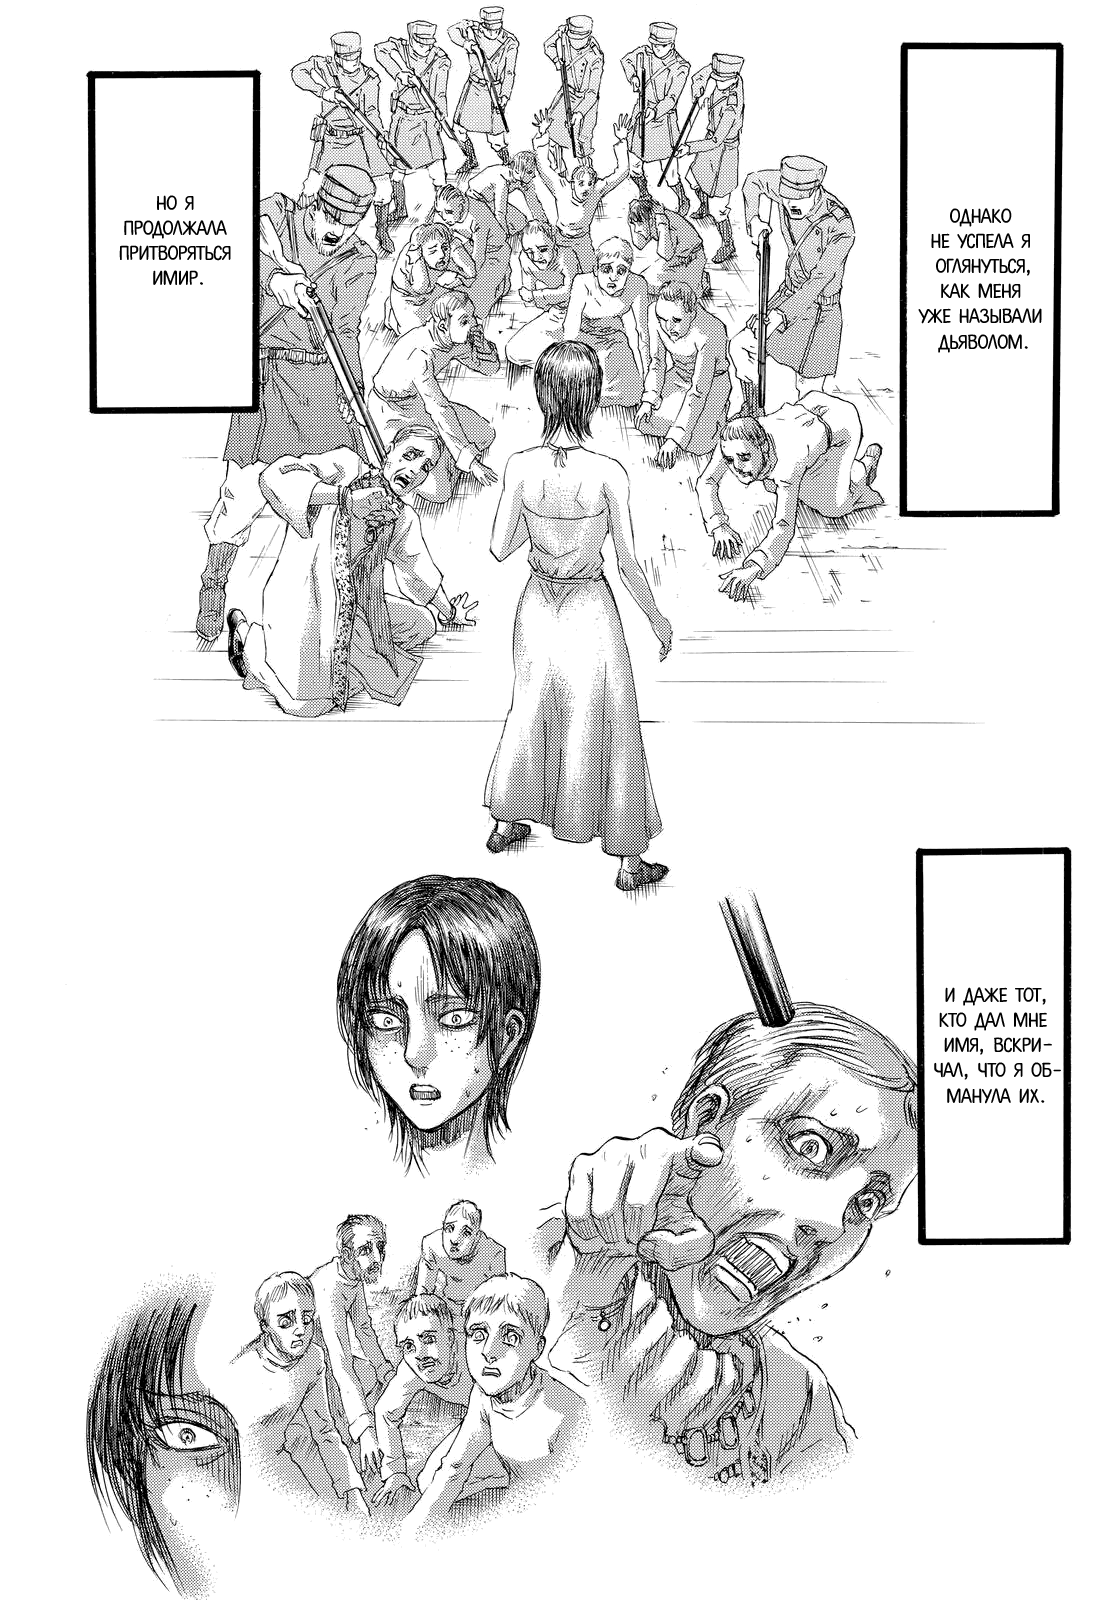 ОДНАКО
НЕ УСПЕЛА Я
ОГЛЯНУТЬСЯ,
КАК МЕНЯ
УЖЕ НАЗЫВАЛИ
ДЬЯВОЛОМ.
НО Я
ПРОДОЛЖАЛА
ПРИТВОРЯТЬСЯ
ИМИР.
И ДАЖЕ ТОТ,
КТО ДАЛ МНЕ
ИМЯ, ВСКРИ-
ЧАЛ, ЧТО Я ОБ-
МАНУЛА ИХ.